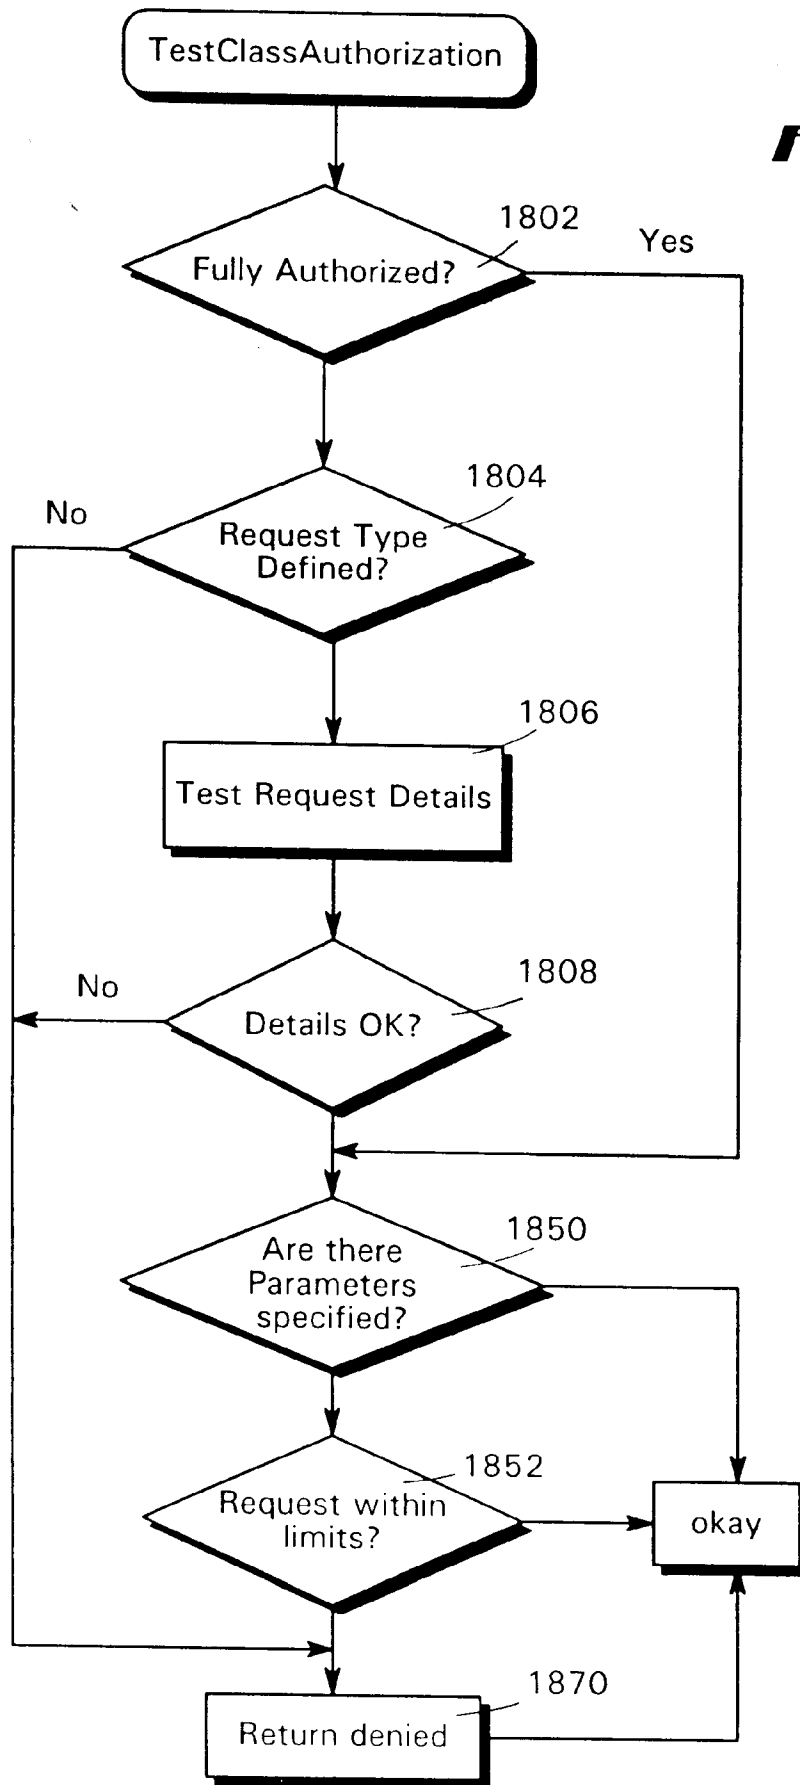 TestClassAuthorization
1802
Yes
Fully Authorized?
1804
No
Request Type
Defined?
1806
Test Request Details
1808
No
Details OK?
1850
Are there
Parameters
specified?
1852
Request within
limits?
okay
1870
Return denied